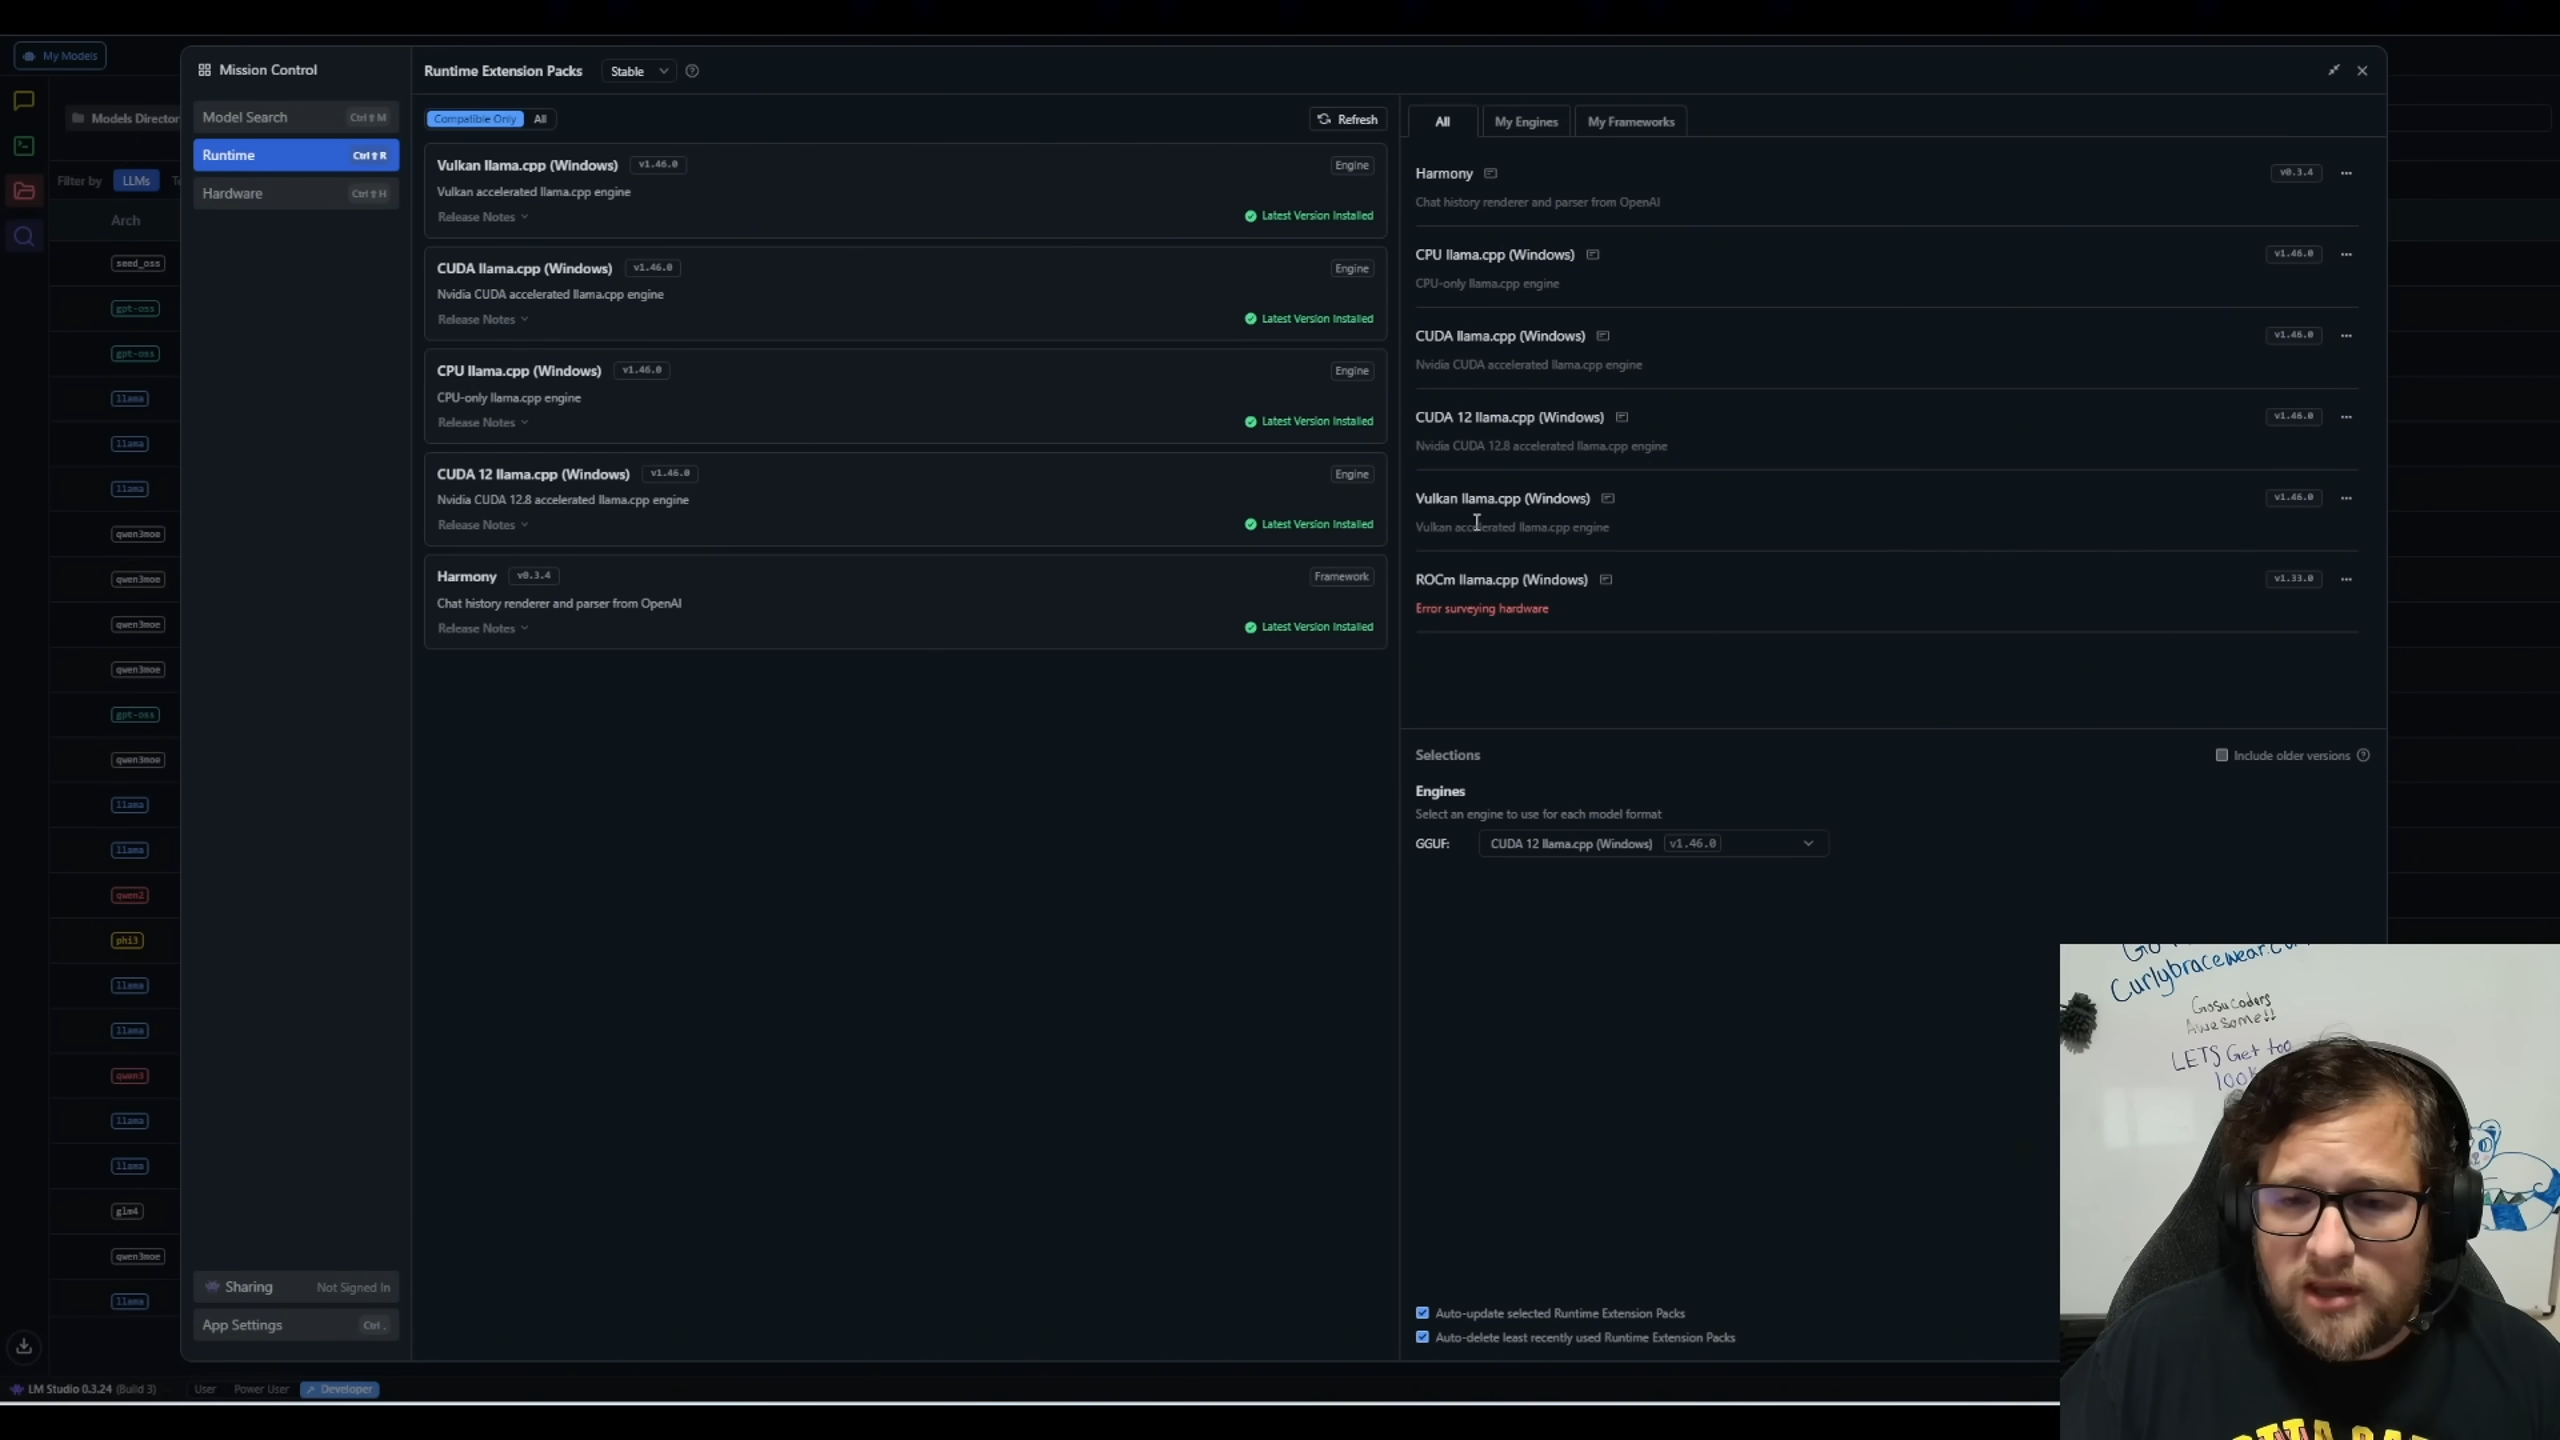 My Models
Models Director
Filter by
LLMs
Arch
seed_oss
gpt-oss
gpt-oss
llama
llama
llama
qwen3moe
qwen3moe
qwen3moe
qwen3moe
gpt-oss
qwen3moe
llama
llama
qwen2
phi3
llama
llama
qwen3
llama
llama
glm4
qwen3moe
llama
Mission Control
Model Search Ctrl⇧M
Runtime Ctrl⇧R
Hardware Ctrl⇧H
Sharing Not Signed In
App Settings Ctrl .
Runtime Extension Packs Stable
Compatible Only All Refresh
Vulkan llama.cpp (Windows) v1.46.0 Engine
Vulkan accelerated llama.cpp engine
Release Notes Latest Version Installed
CUDA llama.cpp (Windows) v1.46.0 Engine
Nvidia CUDA accelerated llama.cpp engine
Release Notes Latest Version Installed
CPU llama.cpp (Windows) v1.46.0 Engine
CPU-only llama.cpp engine
Release Notes Latest Version Installed
CUDA 12 llama.cpp (Windows) v1.46.0 Engine
Nvidia CUDA 12.8 accelerated llama.cpp engine
Release Notes Latest Version Installed
Harmony v0.3.4 Framework
Chat history renderer and parser from OpenAI
Release Notes Latest Version Installed
All My Engines My Frameworks
Harmony v0.3.4
Chat history renderer and parser from OpenAI
CPU llama.cpp (Windows) v1.46.0
CPU-only llama.cpp engine
CUDA llama.cpp (Windows) v1.46.0
Nvidia CUDA accelerated llama.cpp engine
CUDA 12 llama.cpp (Windows) v1.46.0
Nvidia CUDA 12.8 accelerated llama.cpp engine
Vulkan llama.cpp (Windows) v1.46.0
Vulkan accelerated llama.cpp engine
ROCm llama.cpp (Windows) v1.33.0
Error surveying hardware
Selections Include older versions
Engines
Select an engine to use for each model format
GGUF: CUDA 12 llama.cpp (Windows) v1.46.0
Auto-update selected Runtime Extension Packs
Auto-delete least recently used Runtime Extension Packs
LM Studio 0.3.24 (Build 3) User Power User Developer
Gosucoders
Awesome!!
LETS Get too